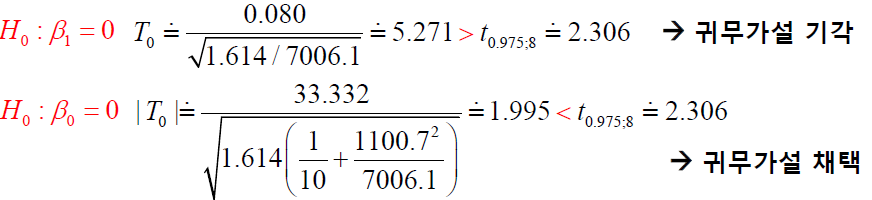 H₀ : β₁ = 0 T₀ ≐ 0.080 / √(1.614 / 7006.1) ≐ 5.271 > t₀.₉₇₅;₈ ≐ 2.306 → 귀무가설 기각
H₀ : β₀ = 0 | T₀ | ≐ 33.332 / √(1.614 (1/10 + 1100.7² / 7006.1)) ≐ 1.995 < t₀.₉₇₅;₈ ≐ 2.306
→ 귀무가설 채택